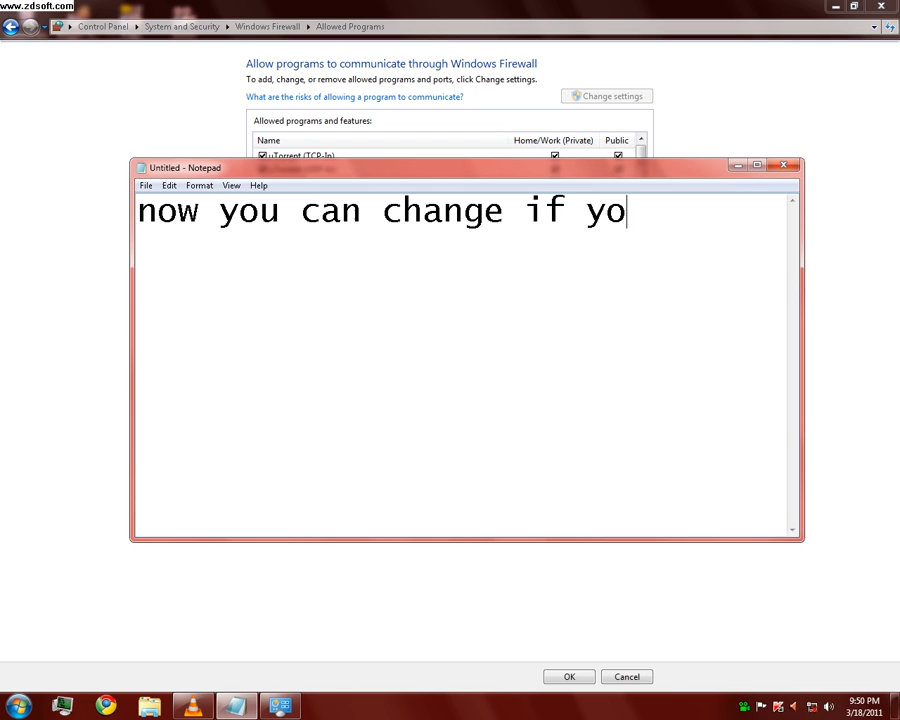 www.zdsoft.com
Control Panel System and Security Windows Firewall Allowed Programs
Allow programs to communicate through Windows Firewall
To add, change, or remove allowed programs and ports, click Change settings.
What are the risks of allowing a program to communicate?
Change settings
Allowed programs and features:
Name Home/Work (Private) Public
uTorrent (TCP-In)
Untitled - Notepad
File Edit Format View Help
now you can change if yo
OK Cancel
9:50 PM
3/18/2011